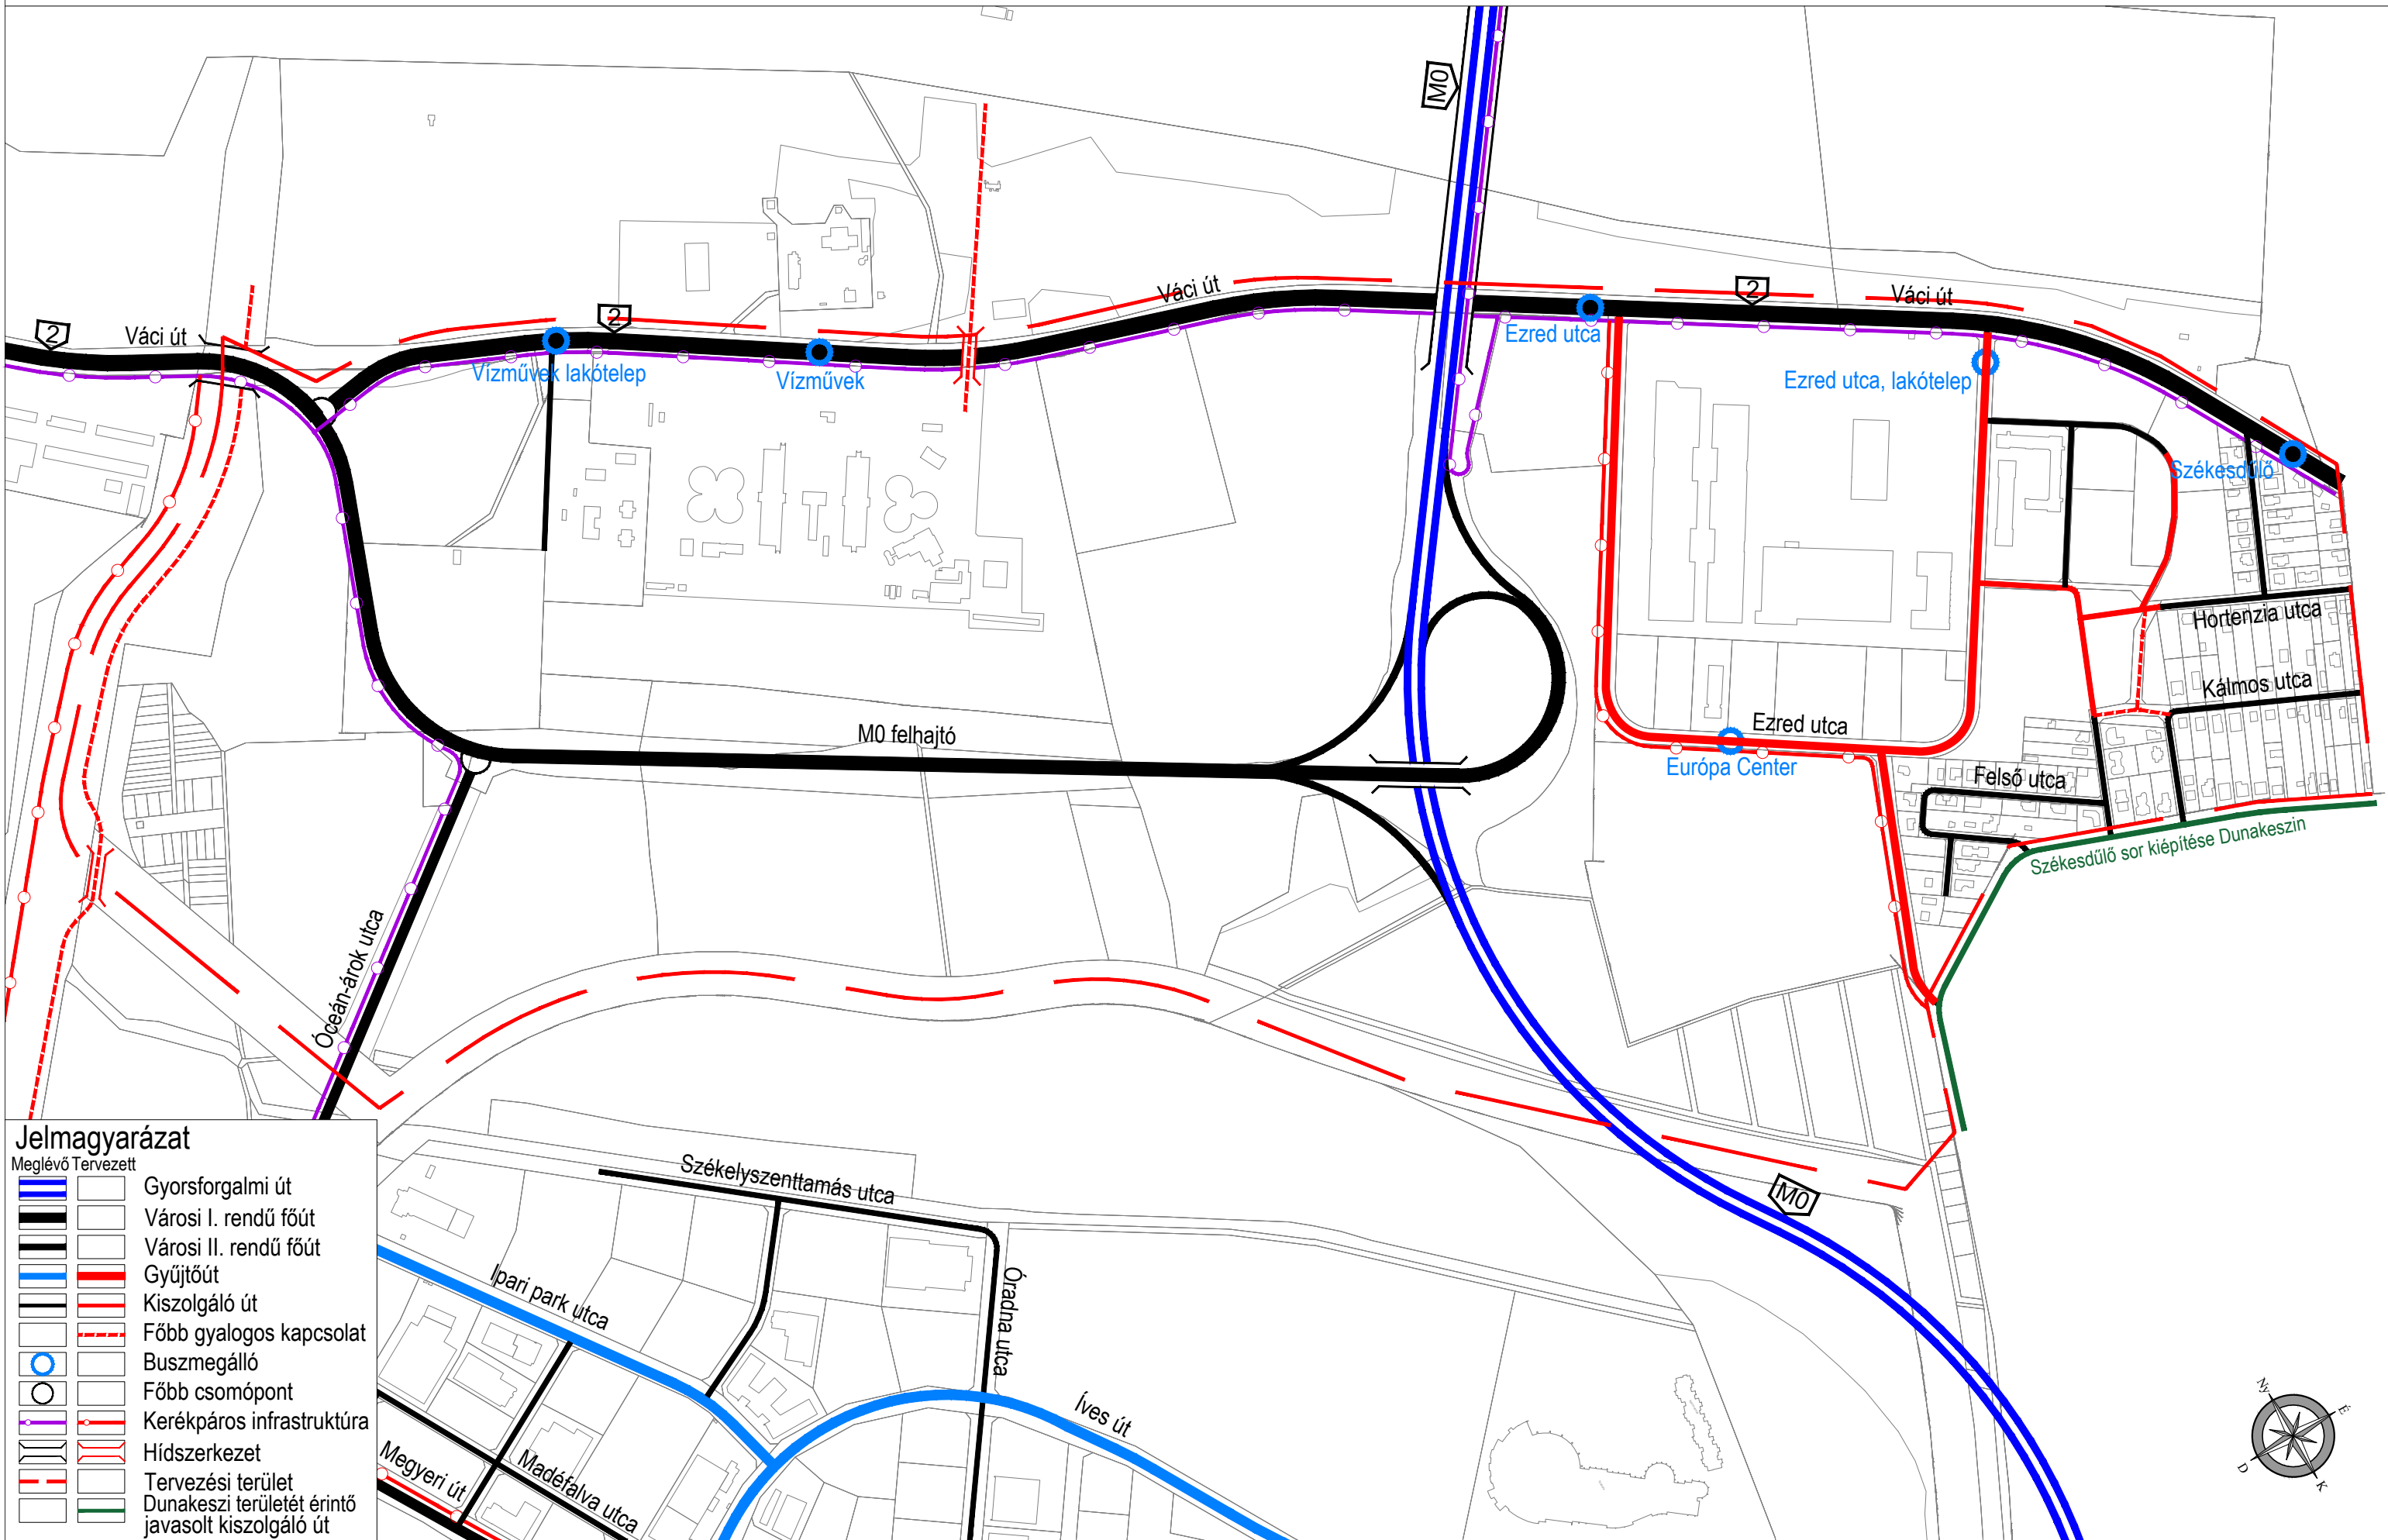 M0
2
Váci út
2
Váci út
2
Váci út
Vízművek lakótelep
Vízművek
Ezred utca
Ezred utca, lakótelep
Székesdűlő
Hortenzia utca
Kálmos utca
M0 felhajtó
Ezred utca
Európa Center
Felső utca
Székesdűlő sor kiépítése Dunakeszin
Óceán-árok utca
M0
Székelyszenttamás utca
Ipari park utca
Óradna utca
Íves út
Megyeri út
Madéfalva utca
Jelmagyarázat
Meglévő Tervezett
Gyorsforgalmi út
Városi I. rendű főút
Városi II. rendű főút
Gyűjtőút
Kiszolgáló út
Főbb gyalogos kapcsolat
Buszmegálló
Főbb csomópont
Kerékpáros infrastruktúra
Hídszerkezet
Tervezési terület
Dunakeszi területét érintő
javasolt kiszolgáló út
Ny
É
D
K